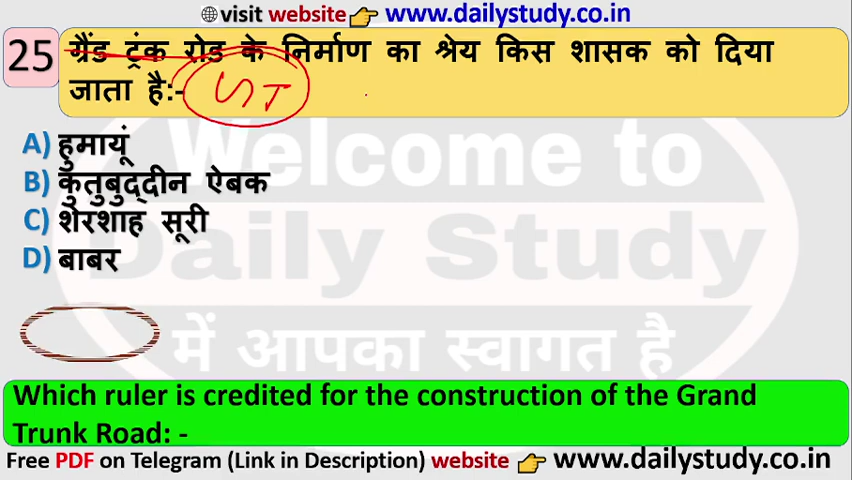 visit website 👉 www.dailystudy.co.in
25 ग्रैंड ट्रंक रोड के निर्माण का श्रेय किस शासक को दिया
जाता है:-
A) हुमायूं
B) कुतुबुद्दीन ऐबक
C) शेरशाह सूरी
D) बाबर
Welcome to
Daily Study
में आपका स्वागत है
Which ruler is credited for the construction of the Grand
Trunk Road: -
Free PDF on Telegram (Link in Description) website 👉 www.dailystudy.co.in